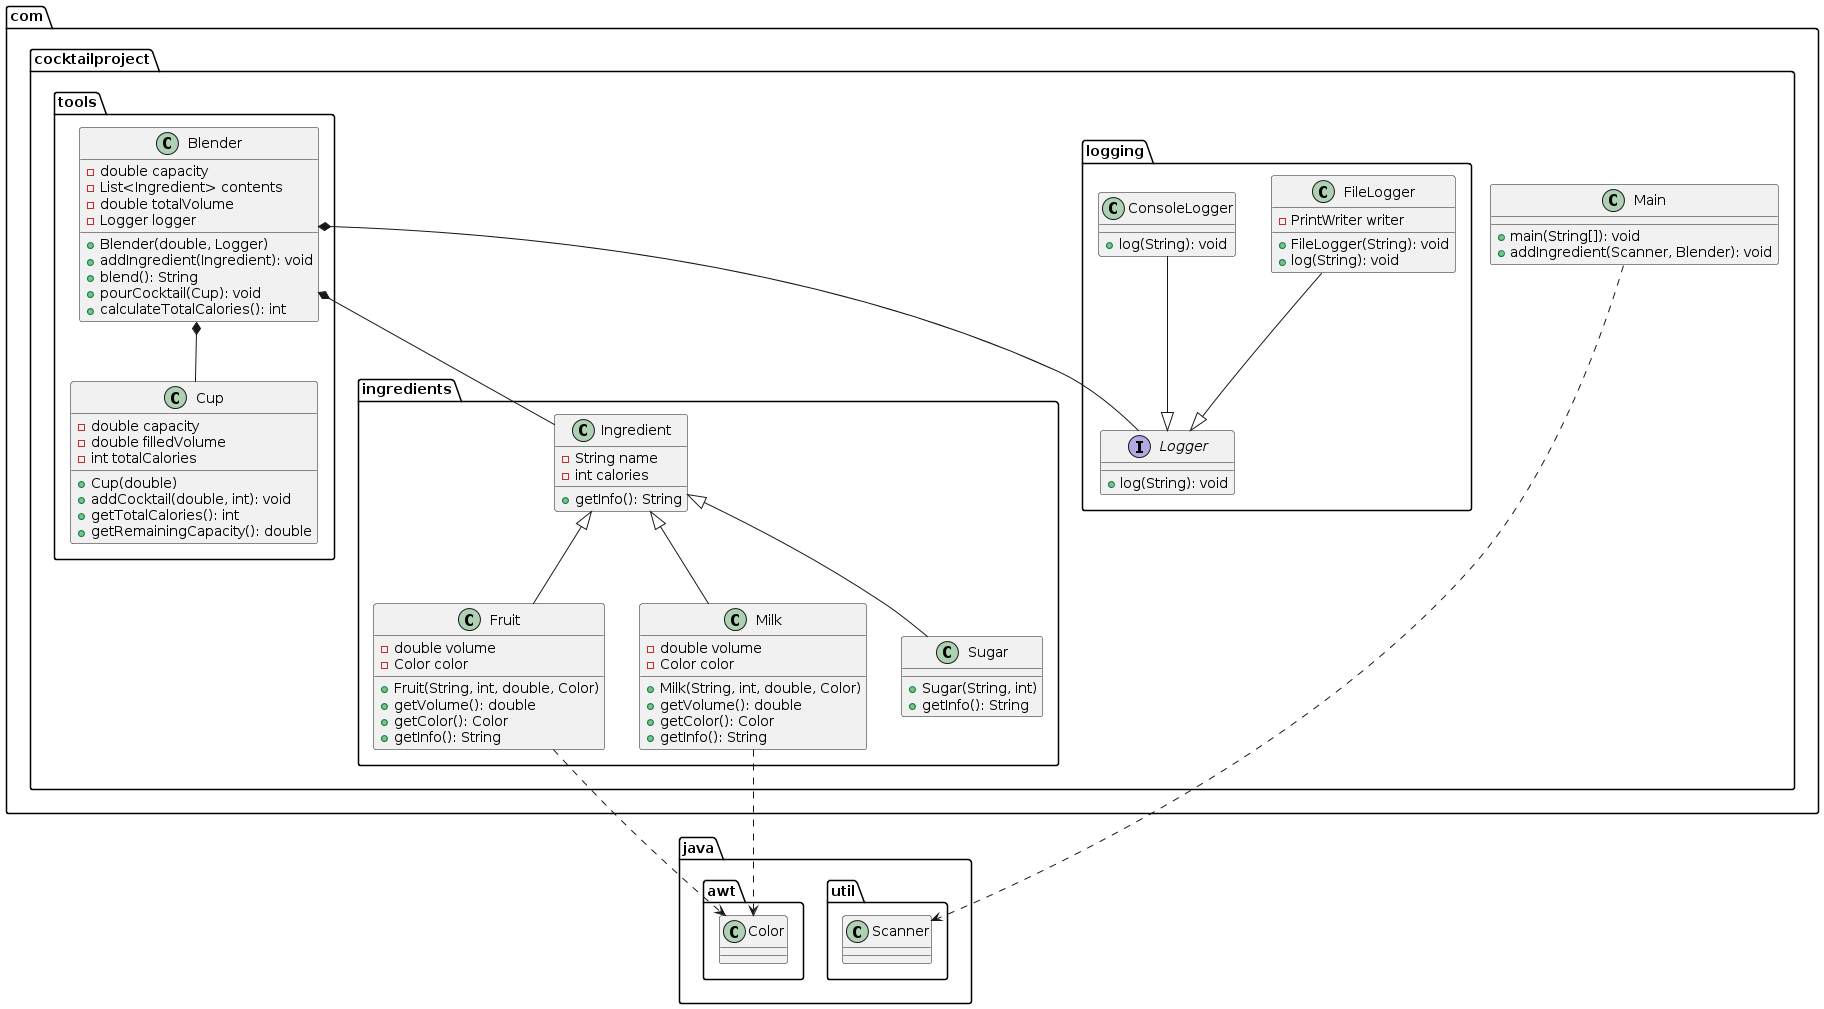 com
cocktailproject
tools
C Blender
double capacity
List<Ingredient> contents
double totalVolume
Logger logger
Blender(double, Logger)
addIngredient(Ingredient): void
blend(): String
pourCocktail(Cup): void
calculateTotalCalories(): int
C Cup
double capacity
double filledVolume
int totalCalories
Cup(double)
addCocktail(double, int): void
getTotalCalories(): int
getRemainingCapacity(): double
logging
C ConsoleLogger
log(String): void
C FileLogger
PrintWriter writer
FileLogger(String): void
log(String): void
I Logger
log(String): void
C Main
main(String[]): void
addIngredient(Scanner, Blender): void
ingredients
C Ingredient
String name
int calories
getInfo(): String
C Fruit
double volume
Color color
Fruit(String, int, double, Color)
getVolume(): double
getColor(): Color
getInfo(): String
C Milk
double volume
Color color
Milk(String, int, double, Color)
getVolume(): double
getColor(): Color
getInfo(): String
C Sugar
Sugar(String, int)
getInfo(): String
java
awt
C Color
util
C Scanner